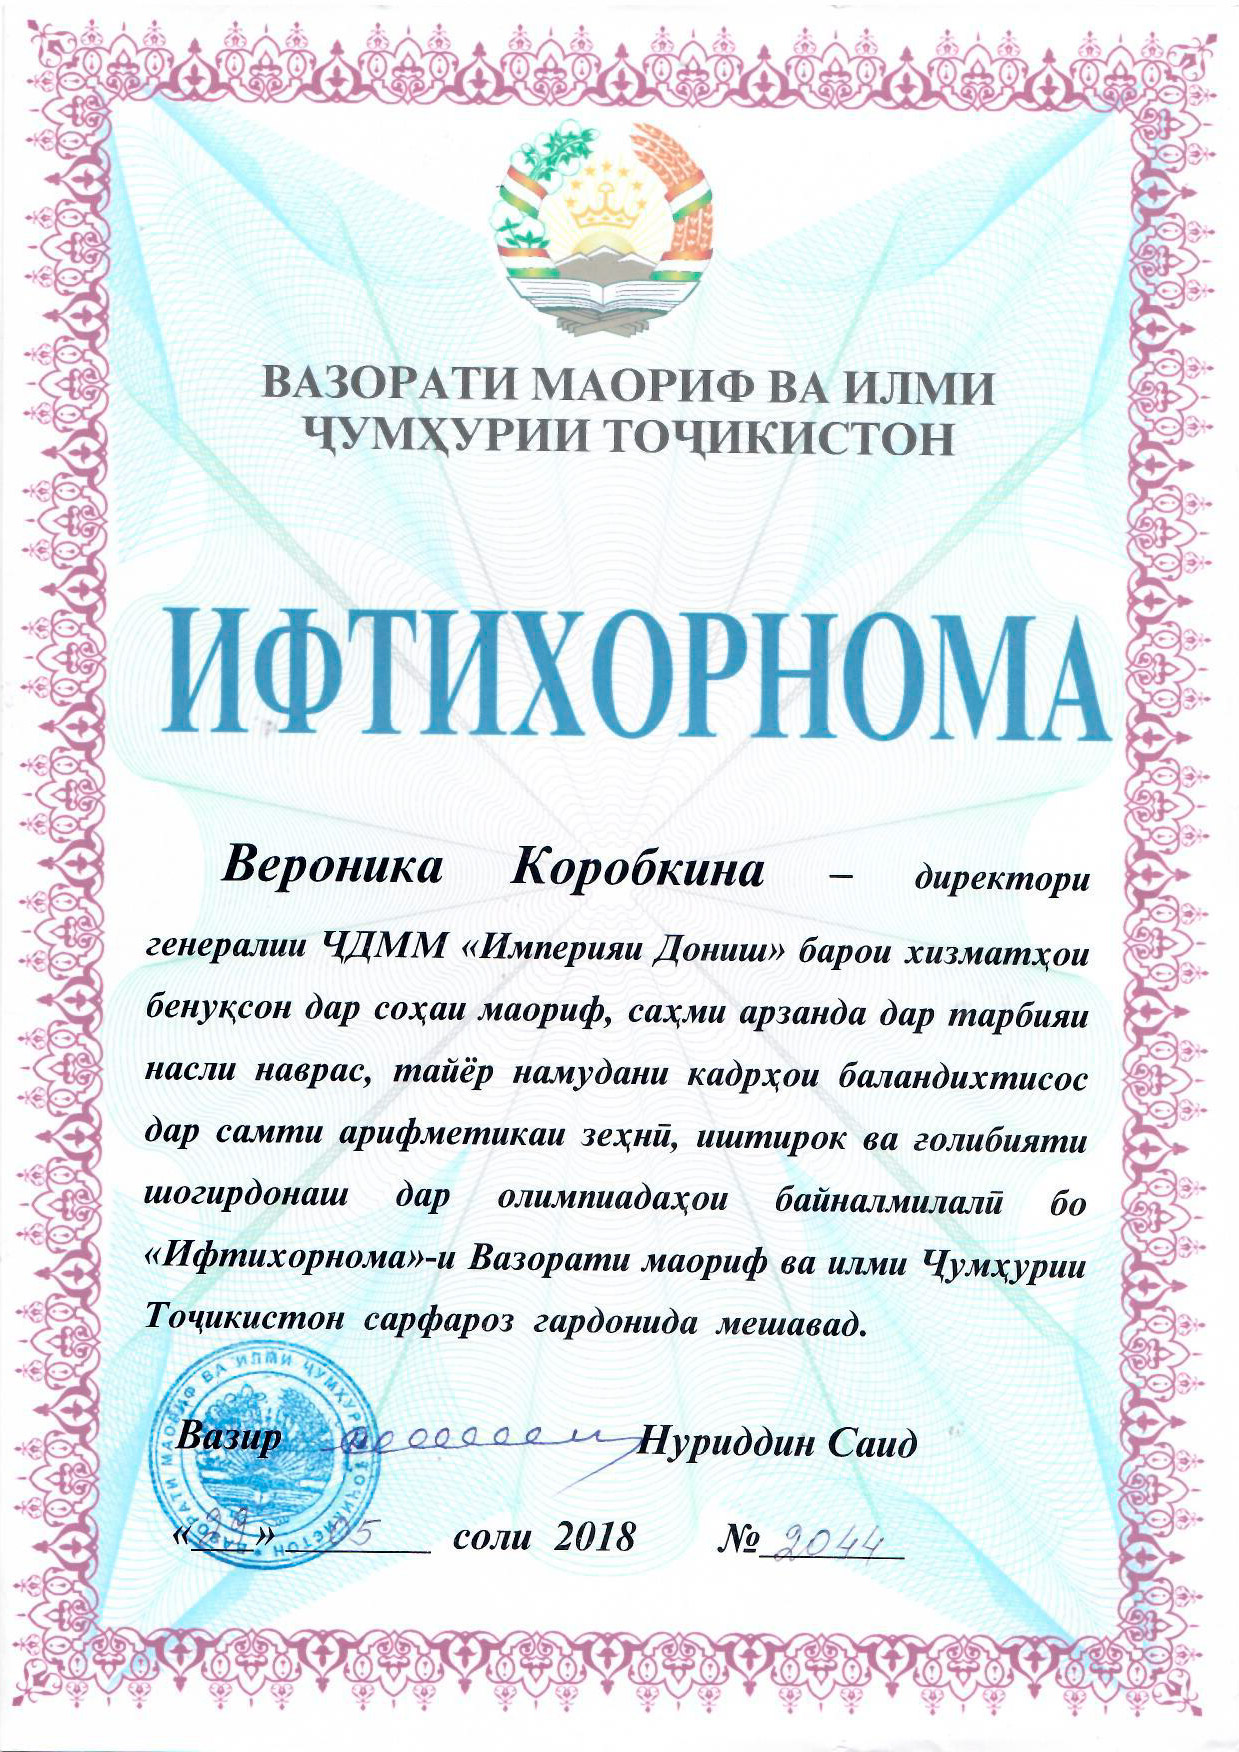 ВАЗОРАТИ МАОРИФ ВА ИЛМИ
ҶУМҲУРИИ ТОҶИКИСТОН
ИФТИХОРНОМА
Вероника Коробкина – директори
генералии ҶДММ «Империяи Дониш» барои хизматҳои
бенуқсон дар соҳаи маориф, саҳми арзанда дар тарбияи
насли наврас, тайёр намудани кадрҳои баландихтисос
дар самти арифметикаи зеҳнӣ, иштирок ва ғолибияти
шогирдонаш дар олимпиадаҳои байналмилалӣ бо
«Ифтихорнома»-и Вазорати маориф ва илми Ҷумҳурии
Тоҷикистон сарфароз гардонида мешавад.
ВАЗОРАТИ МАОРИФ ВА ИЛМИ ҶУМҲУРИИ ТОҶИКИСТОН
Вазир Нуриддин Саид
«29» 05 соли 2018 № 2044